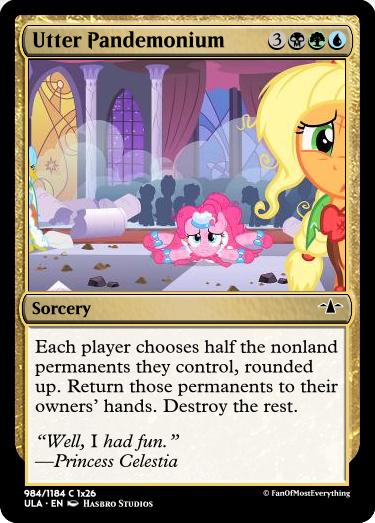 Utter Pandemonium 3
Sorcery
Each player chooses half the nonland
permanents they control, rounded
up. Return those permanents to their
owners' hands. Destroy the rest.
“Well, I had fun.”
—Princess Celestia
984/1184 C 1x26
ULA • EN Hasbro Studios
© FanOfMostEverything